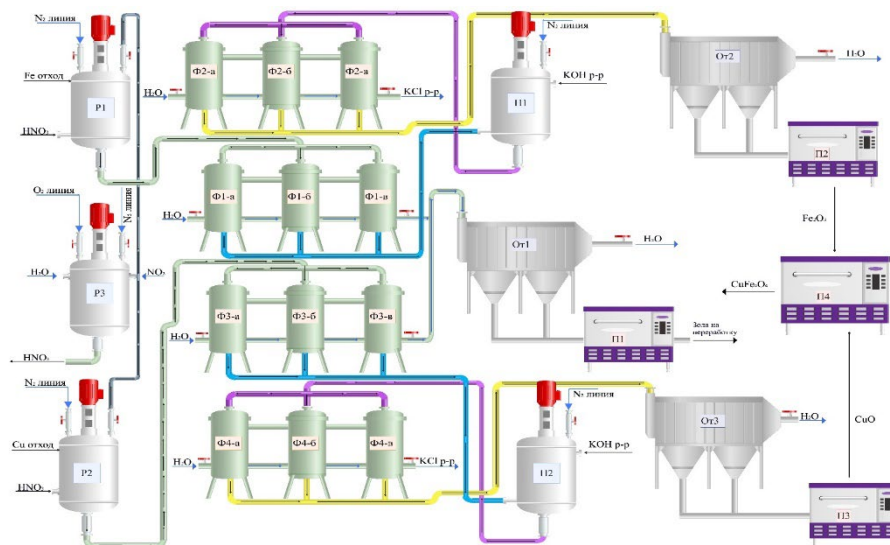 N₂ линия
Fe отход
P1
HNO₃
Ф2-а
Ф2-б
Ф2-в
H₂O
KCl р-р
N₂ линия
KOH р-р
П1
От2
H₂O
П2
Fe₂O₃
Ф1-а
Ф1-б
Ф1-в
H₂O
O₂ линия
N₂ линия
P3
H₂O
NO₂
HNO₃
От1
H₂O
CuFe₂O₄
П4
Ф3-а
Ф3-б
Ф3-в
H₂O
П1
Зола на
переработку
N₂ линия
Cu отход
P2
HNO₃
Ф4-а
Ф4-б
Ф4-в
H₂O
KCl р-р
N₂ линия
KOH р-р
П2
От3
H₂O
CuO
П3